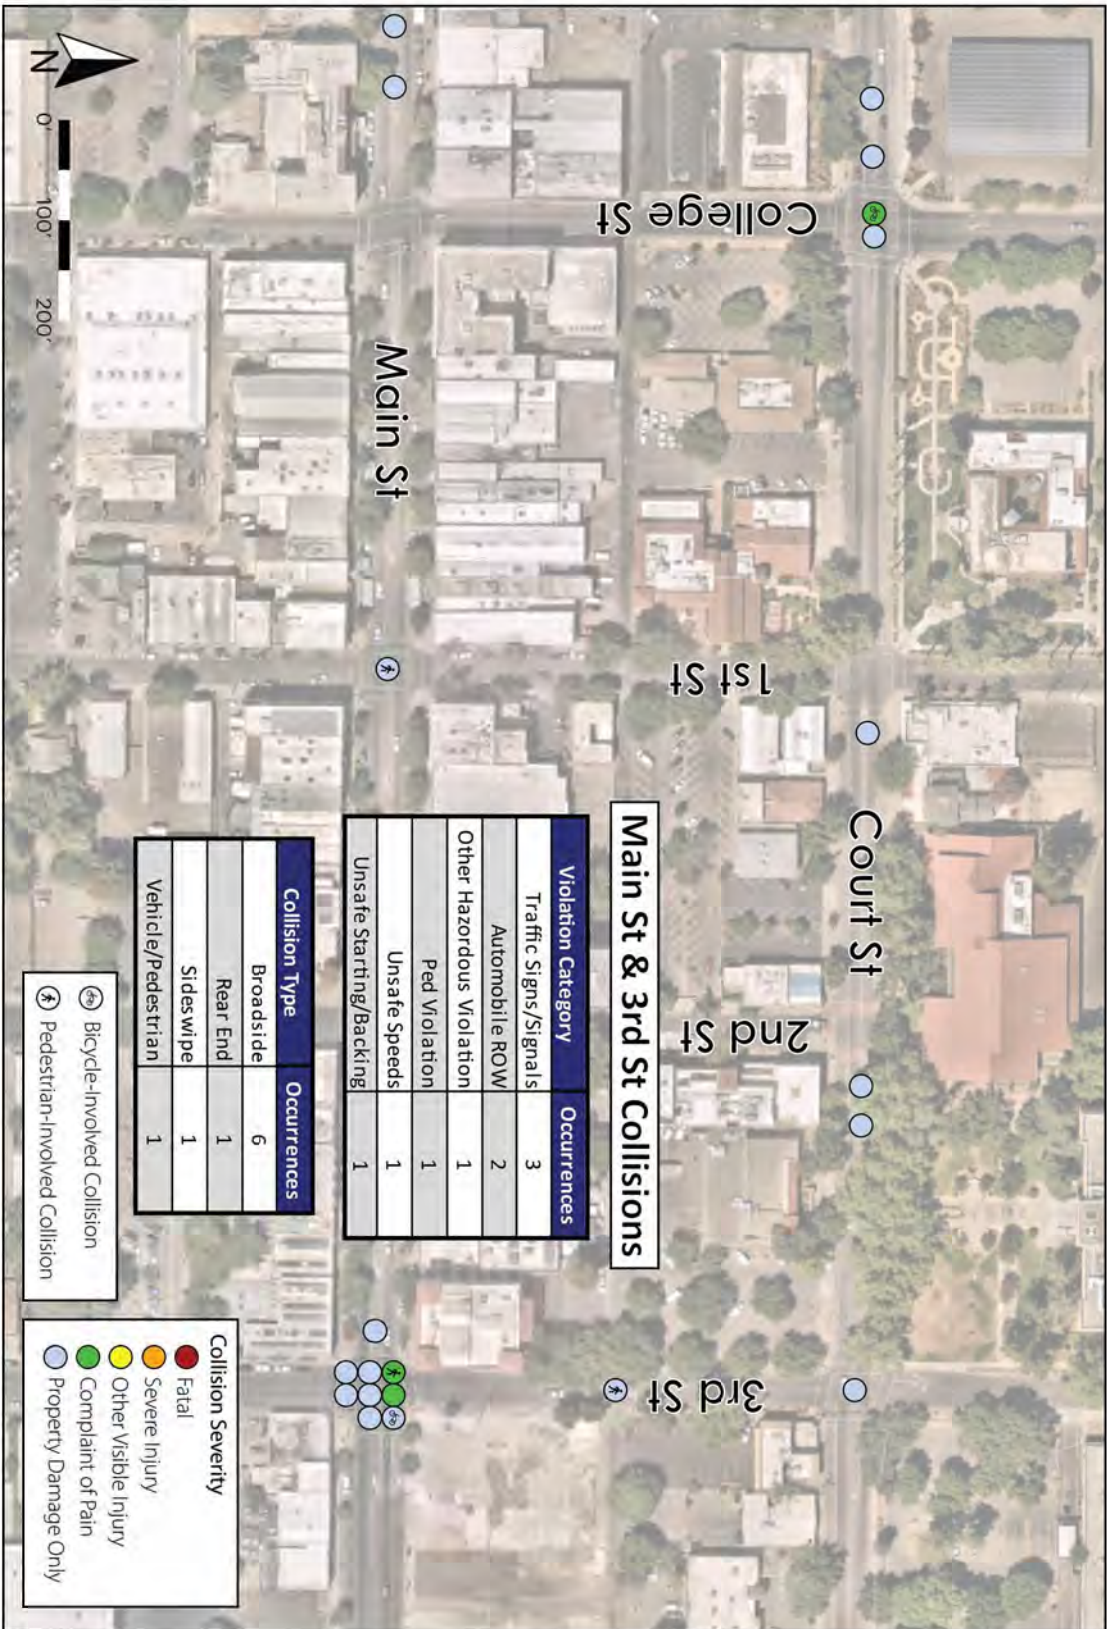 N
0'
100'
200'
College St
Main St
1st St
Court St
2nd St
3rd St
Main St & 3rd St Collisions
Violation Category Occurrences
Traffic Signs/Signals 3
Automobile ROW 2
Other Hazordous Violation 1
Ped Violation 1
Unsafe Speeds 1
Unsafe Starting/Backing 1
Collision Type Occurrences
Broadside 6
Rear End 1
Sideswipe 1
Vehicle/Pedestrian 1
Bicycle-Involved Collision
Pedestrian-Involved Collision
Collision Severity
Fatal
Severe Injury
Other Visible Injury
Complaint of Pain
Property Damage Only